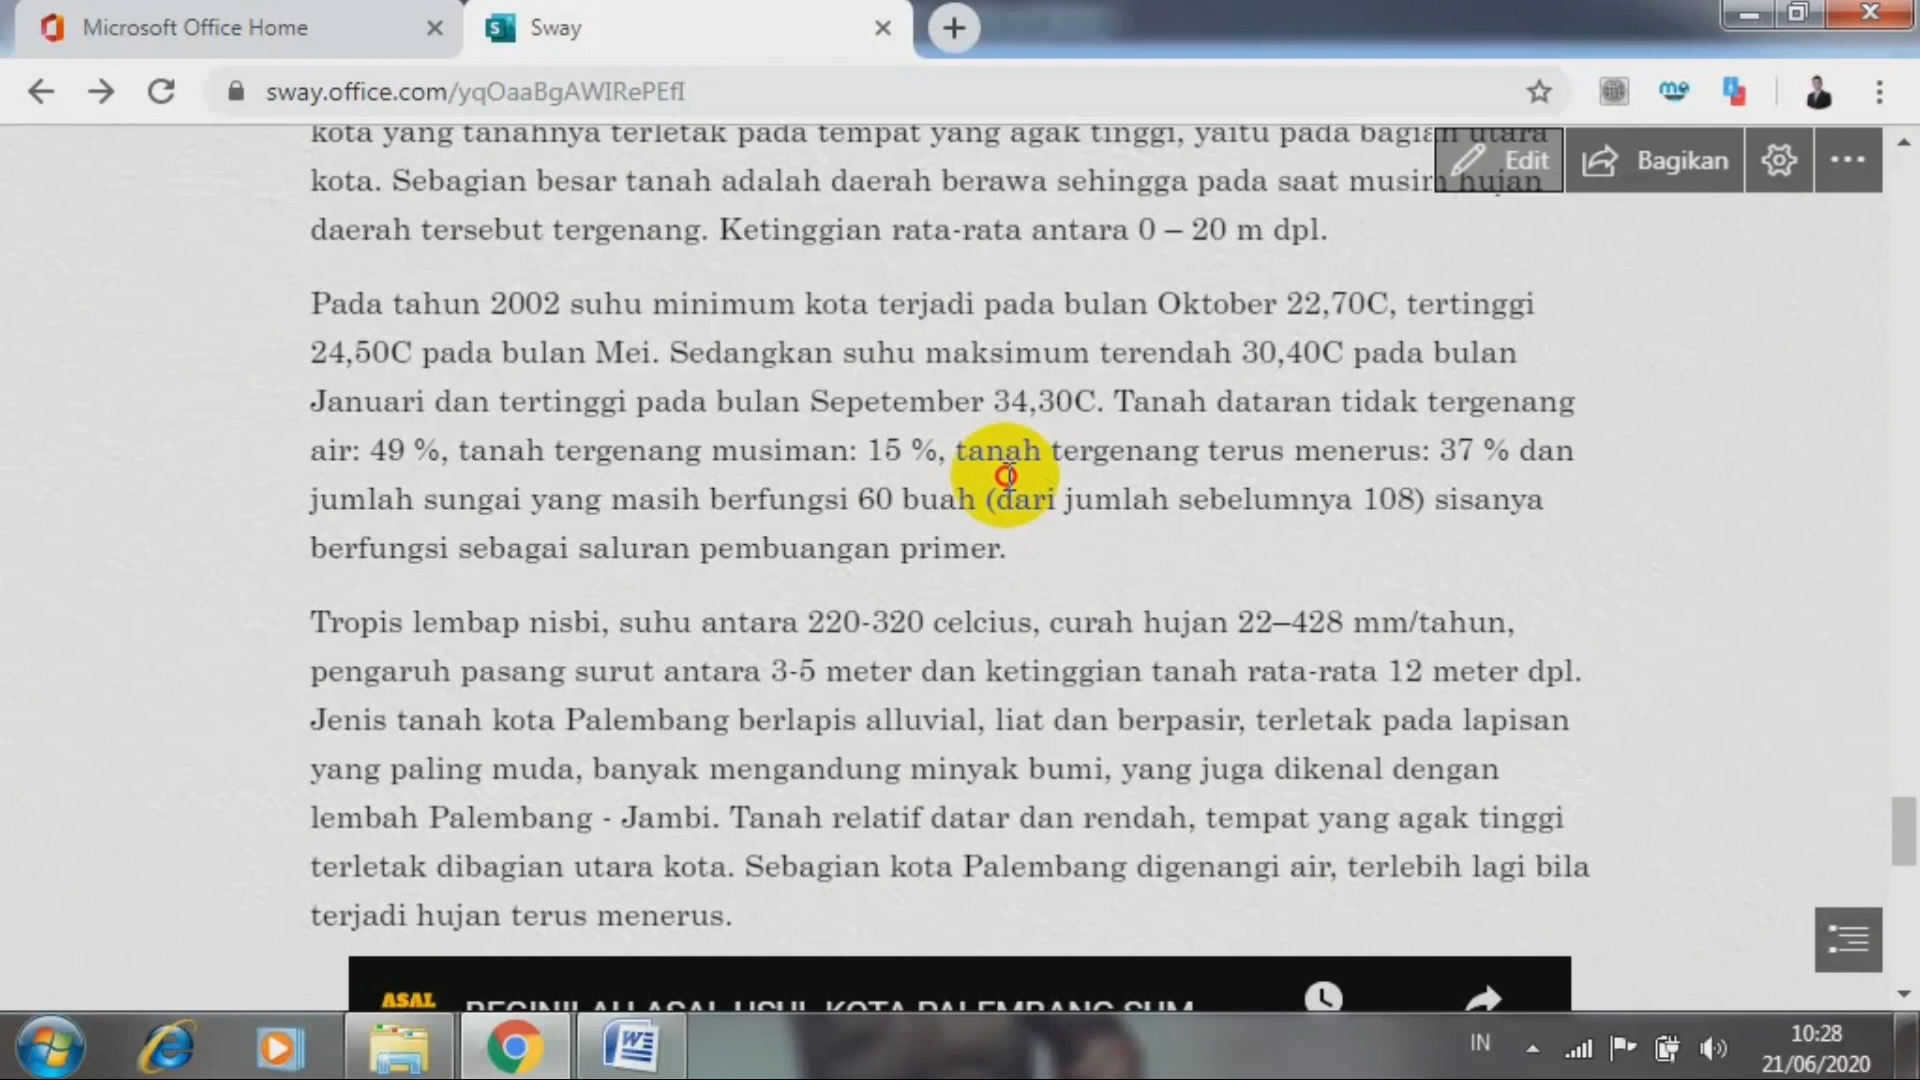 Microsoft Office Home
Sway
sway.office.com/yqOaaBgAWIRePEfI
kota yang tanahnya terletak pada tempat yang agak tinggi, yaitu pada bagian utara
Edit
Bagikan
kota. Sebagian besar tanah adalah daerah berawa sehingga pada saat musim hujan
daerah tersebut tergenang. Ketinggian rata-rata antara 0 – 20 m dpl.
Pada tahun 2002 suhu minimum kota terjadi pada bulan Oktober 22,70C, tertinggi
24,50C pada bulan Mei. Sedangkan suhu maksimum terendah 30,40C pada bulan
Januari dan tertinggi pada bulan Sepetember 34,30C. Tanah dataran tidak tergenang
air: 49 %, tanah tergenang musiman: 15 %, tanah tergenang terus menerus: 37 % dan
jumlah sungai yang masih berfungsi 60 buah (dari jumlah sebelumnya 108) sisanya
berfungsi sebagai saluran pembuangan primer.
Tropis lembap nisbi, suhu antara 220-320 celcius, curah hujan 22–428 mm/tahun,
pengaruh pasang surut antara 3-5 meter dan ketinggian tanah rata-rata 12 meter dpl.
Jenis tanah kota Palembang berlapis alluvial, liat dan berpasir, terletak pada lapisan
yang paling muda, banyak mengandung minyak bumi, yang juga dikenal dengan
lembah Palembang - Jambi. Tanah relatif datar dan rendah, tempat yang agak tinggi
terletak dibagian utara kota. Sebagian kota Palembang digenangi air, terlebih lagi bila
terjadi hujan terus menerus.
ASAL
BEGINILAH ASAL USUL KOTA PALEMBANG SUM
IN
10:28
21/06/2020